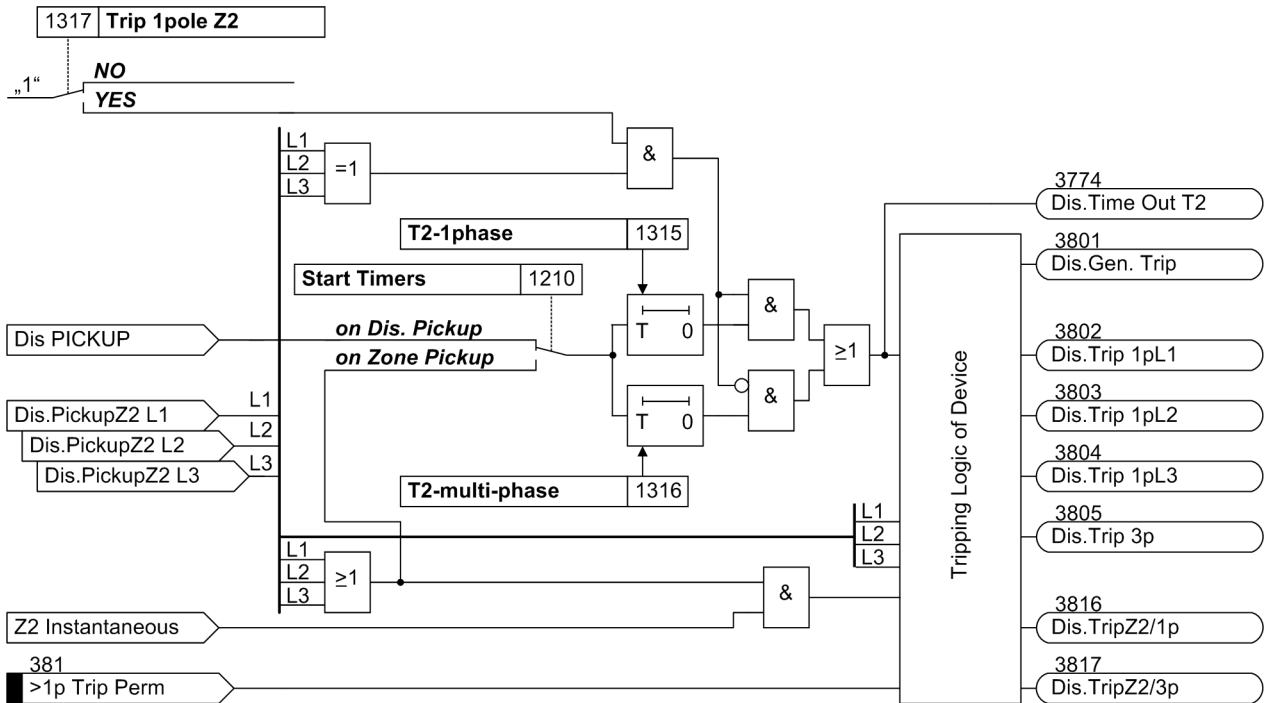 1317 Trip 1pole Z2
„1“
NO
YES
L1
L2
L3
=1
&
T2-1phase 1315
Start Timers 1210
Dis PICKUP
on Dis. Pickup
on Zone Pickup
T 0
T 0
&
&
≥1
T2-multi-phase 1316
Dis.PickupZ2 L1
Dis.PickupZ2 L2
Dis.PickupZ2 L3
L1
L2
L3
L1
L2
L3
≥1
&
L1
L2
L3
Z2 Instantaneous
381
>1p Trip Perm
Tripping Logic of Device
3774
Dis.Time Out T2
3801
Dis.Gen. Trip
3802
Dis.Trip 1pL1
3803
Dis.Trip 1pL2
3804
Dis.Trip 1pL3
3805
Dis.Trip 3p
3816
Dis.TripZ2/1p
3817
Dis.TripZ2/3p